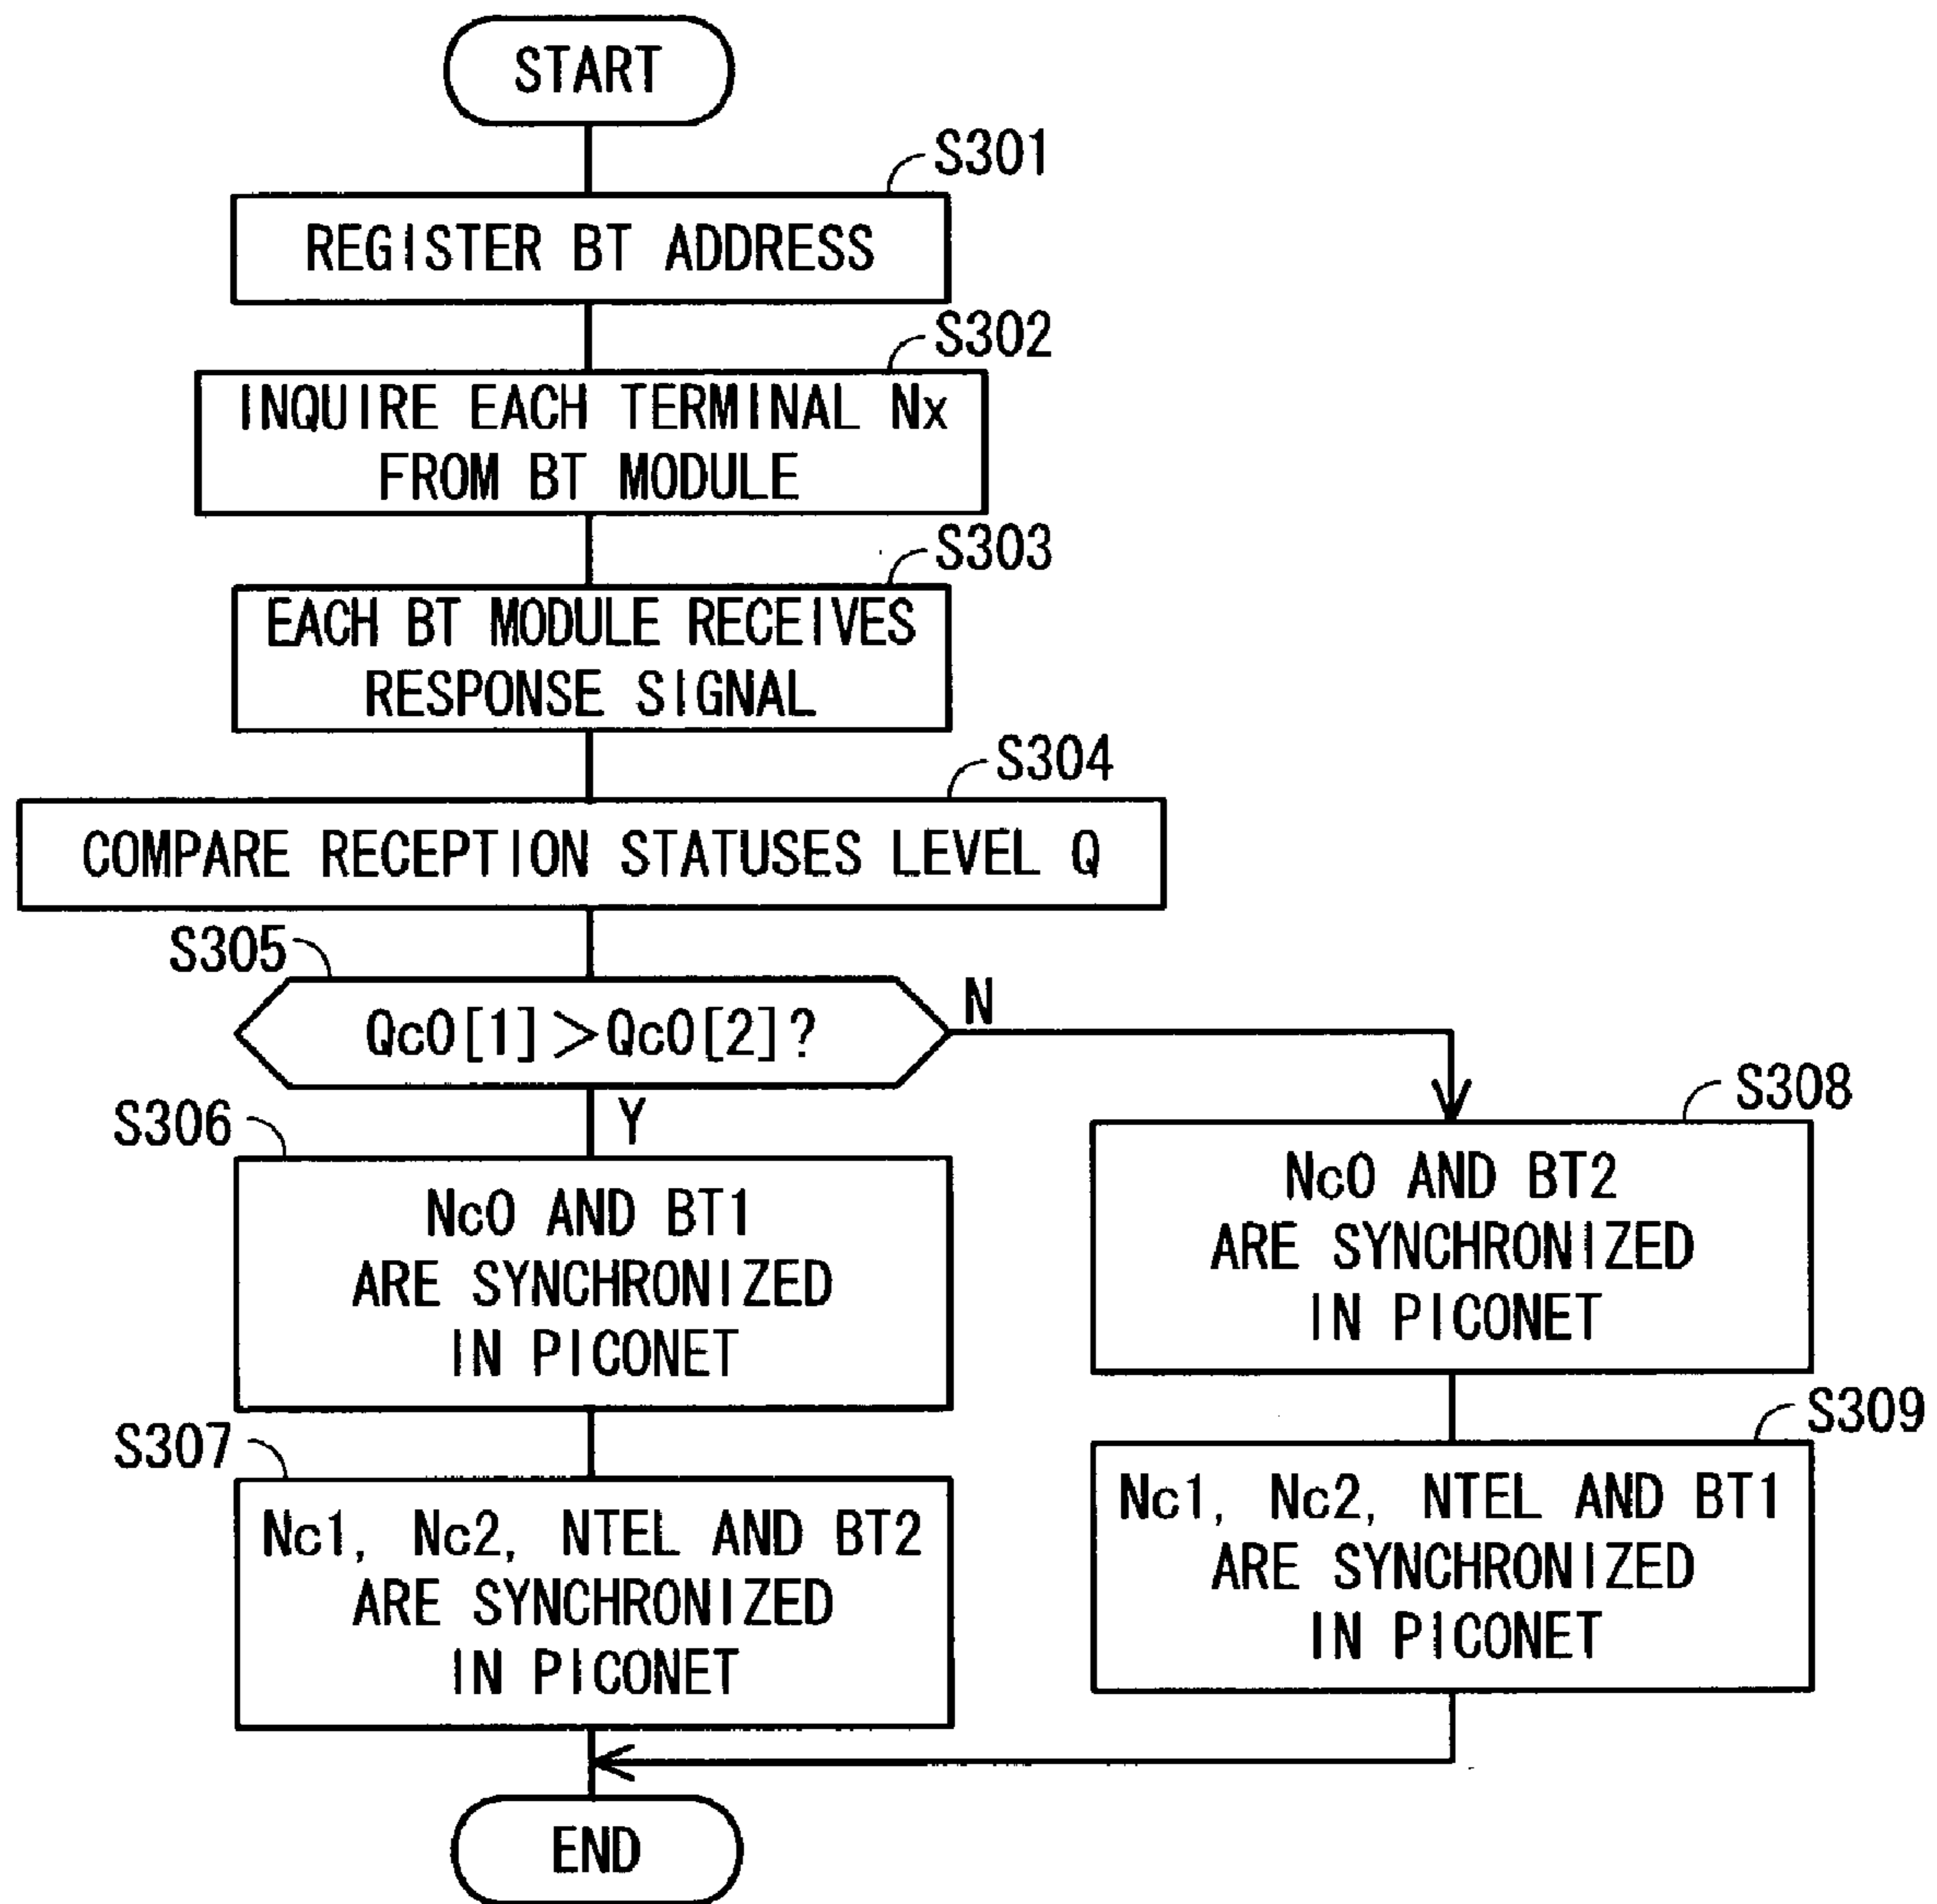 START
S301
REGISTER BT ADDRESS
S302
INQUIRE EACH TERMINAL Nx
FROM BT MODULE
S303
EACH BT MODULE RECEIVES
RESPONSE SIGNAL
S304
COMPARE RECEPTION STATUSES LEVEL Q
S305
Qc0[1]>Qc0[2]?
N
Y
S306
Nc0 AND BT1
ARE SYNCHRONIZED
IN PICONET
S307
Nc1, Nc2, NTEL AND BT2
ARE SYNCHRONIZED
IN PICONET
S308
Nc0 AND BT2
ARE SYNCHRONIZED
IN PICONET
S309
Nc1, Nc2, NTEL AND BT1
ARE SYNCHRONIZED
IN PICONET
END